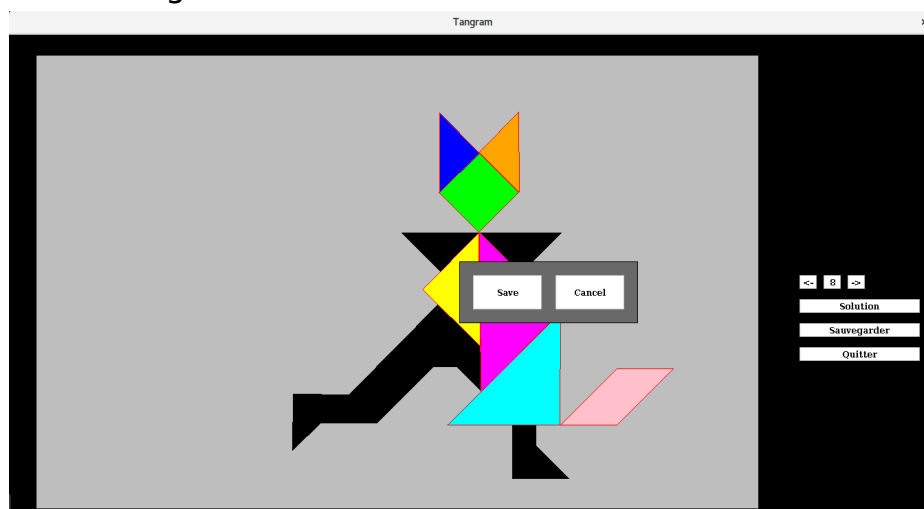 Tangram
Save Cancel
<- 8 ->
Solution
Sauvegarder
Quitter